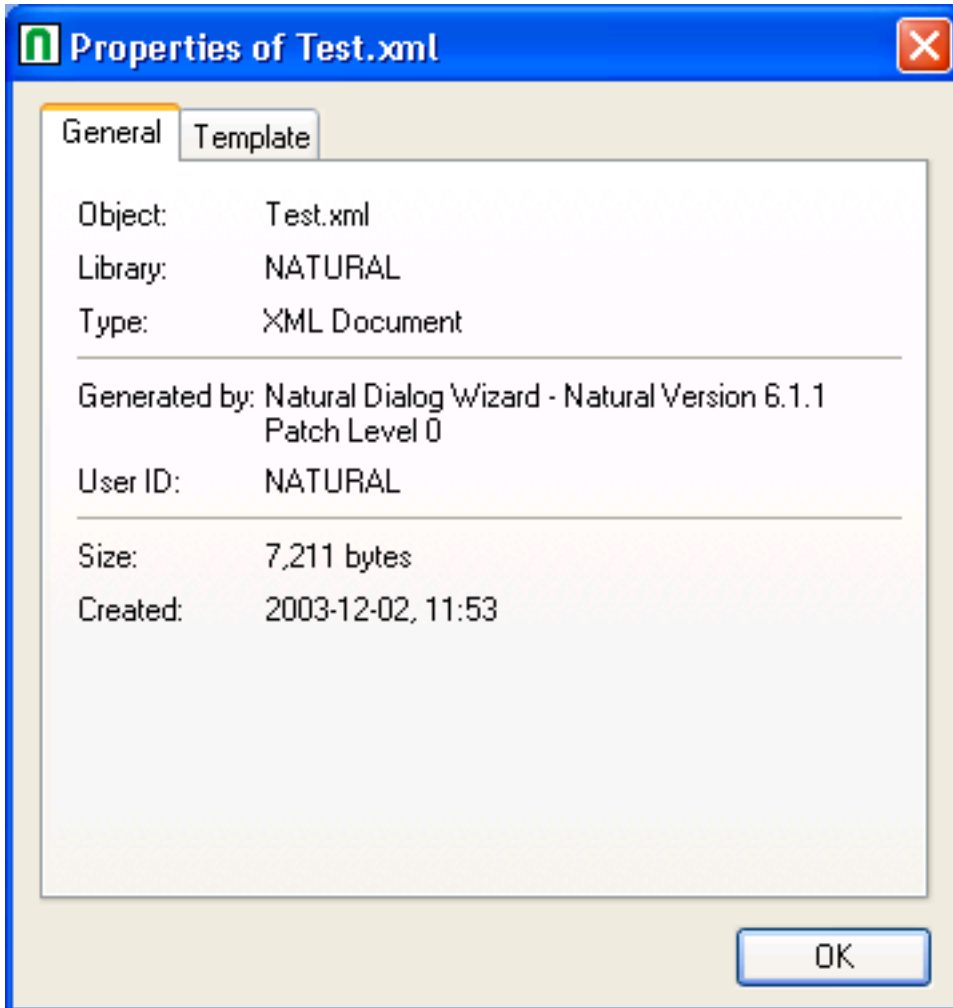 Properties of Test.xml
General Template
Object: Test.xml
Library: NATURAL
Type: XML Document
Generated by: Natural Dialog Wizard - Natural Version 6.1.1
Patch Level 0
User ID: NATURAL
Size: 7,211 bytes
Created: 2003-12-02, 11:53
OK